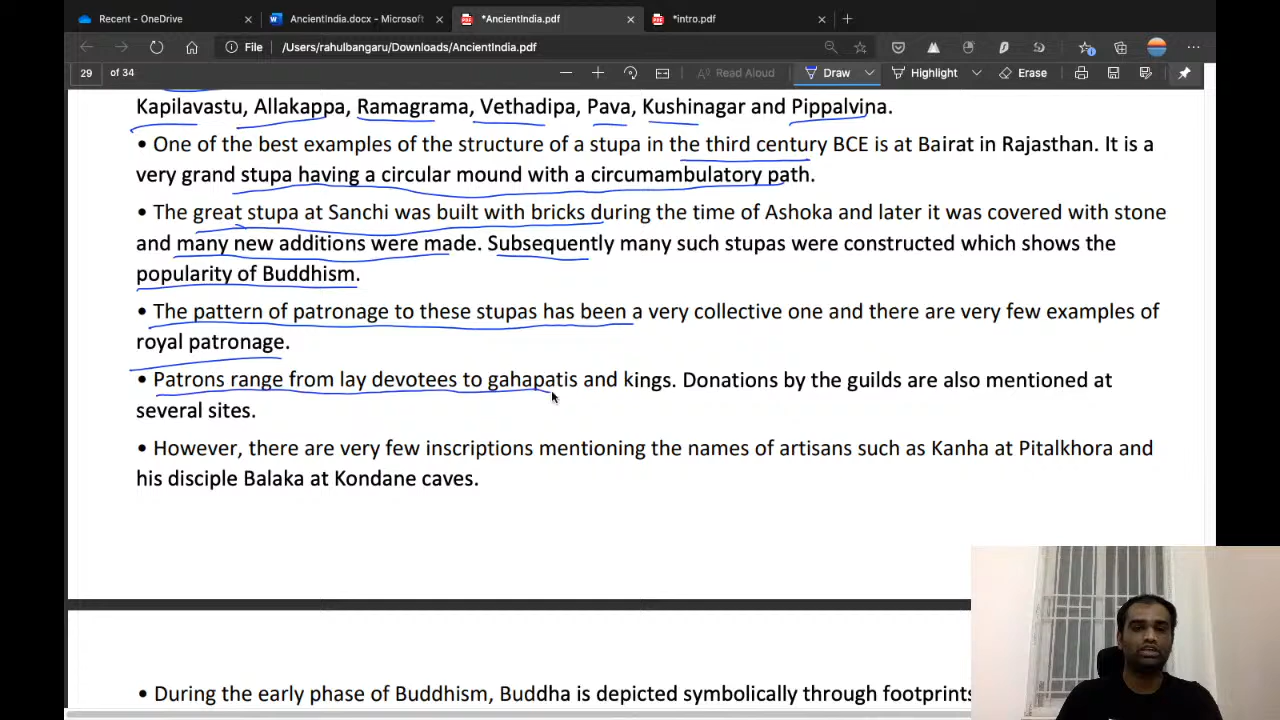 Recent - OneDrive
AncientIndia.docx - Microsoft
*AncientIndia.pdf
*intro.pdf
File
/Users/rahulbangaru/Downloads/AncientIndia.pdf
29 of 34
Read Aloud
Draw
Highlight
Erase
Kapilavastu, Allakappa, Ramagrama, Vethadipa, Pava, Kushinagar and Pippalvina.
• One of the best examples of the structure of a stupa in the third century BCE is at Bairat in Rajasthan. It is a
very grand stupa having a circular mound with a circumambulatory path.
• The great stupa at Sanchi was built with bricks during the time of Ashoka and later it was covered with stone
and many new additions were made. Subsequently many such stupas were constructed which shows the
popularity of Buddhism.
• The pattern of patronage to these stupas has been a very collective one and there are very few examples of
royal patronage.
• Patrons range from lay devotees to gahapatis and kings. Donations by the guilds are also mentioned at
several sites.
• However, there are very few inscriptions mentioning the names of artisans such as Kanha at Pitalkhora and
his disciple Balaka at Kondane caves.
• During the early phase of Buddhism, Buddha is depicted symbolically through footprints